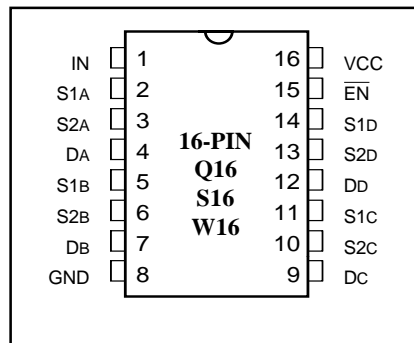 IN 1 16 VCC
S1A 2 15 EN
S2A 3 14 S1D
DA 4 16-PIN 13 S2D
Q16
S1B 5 S16 12 DD
S2B 6 W16 11 S1C
DB 7 10 S2C
GND 8 9 DC